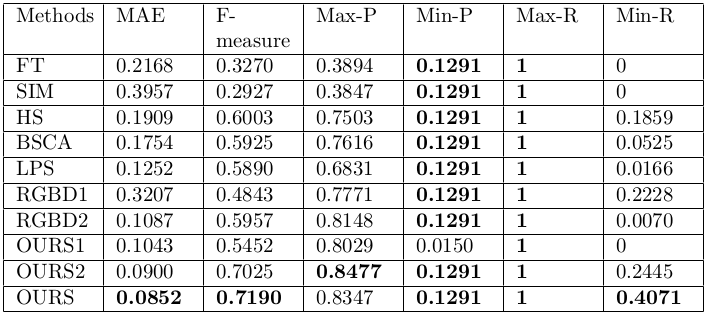 Methods MAE F-measure Max-P Min-P Max-R Min-R
FT 0.2168 0.3270 0.3894 0.1291 1 0
SIM 0.3957 0.2927 0.3847 0.1291 1 0
HS 0.1909 0.6003 0.7503 0.1291 1 0.1859
BSCA 0.1754 0.5925 0.7616 0.1291 1 0.0525
LPS 0.1252 0.5890 0.6831 0.1291 1 0.0166
RGBD1 0.3207 0.4843 0.7771 0.1291 1 0.2228
RGBD2 0.1087 0.5957 0.8148 0.1291 1 0.0070
OURS1 0.1043 0.5452 0.8029 0.0150 1 0
OURS2 0.0900 0.7025 0.8477 0.1291 1 0.2445
OURS 0.0852 0.7190 0.8347 0.1291 1 0.4071